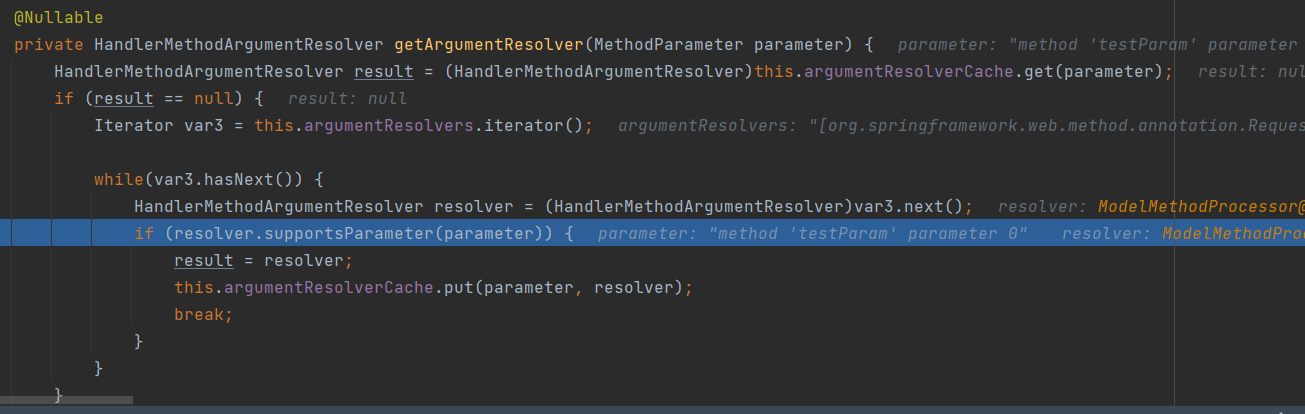 @Nullable
private HandlerMethodArgumentResolver getArgumentResolver(MethodParameter parameter) { parameter: "method 'testParam' parameter
HandlerMethodArgumentResolver result = (HandlerMethodArgumentResolver)this.argumentResolverCache.get(parameter); result: nul
if (result == null) { result: null
Iterator var3 = this.argumentResolvers.iterator(); argumentResolvers: "[org.springframework.web.method.annotation.Reques
while(var3.hasNext()) {
HandlerMethodArgumentResolver resolver = (HandlerMethodArgumentResolver)var3.next(); resolver: ModelMethodProcessor@
if (resolver.supportsParameter(parameter)) { parameter: "method 'testParam' parameter 0" resolver: ModelMethodProc
result = resolver;
this.argumentResolverCache.put(parameter, resolver);
break;
}
}
}